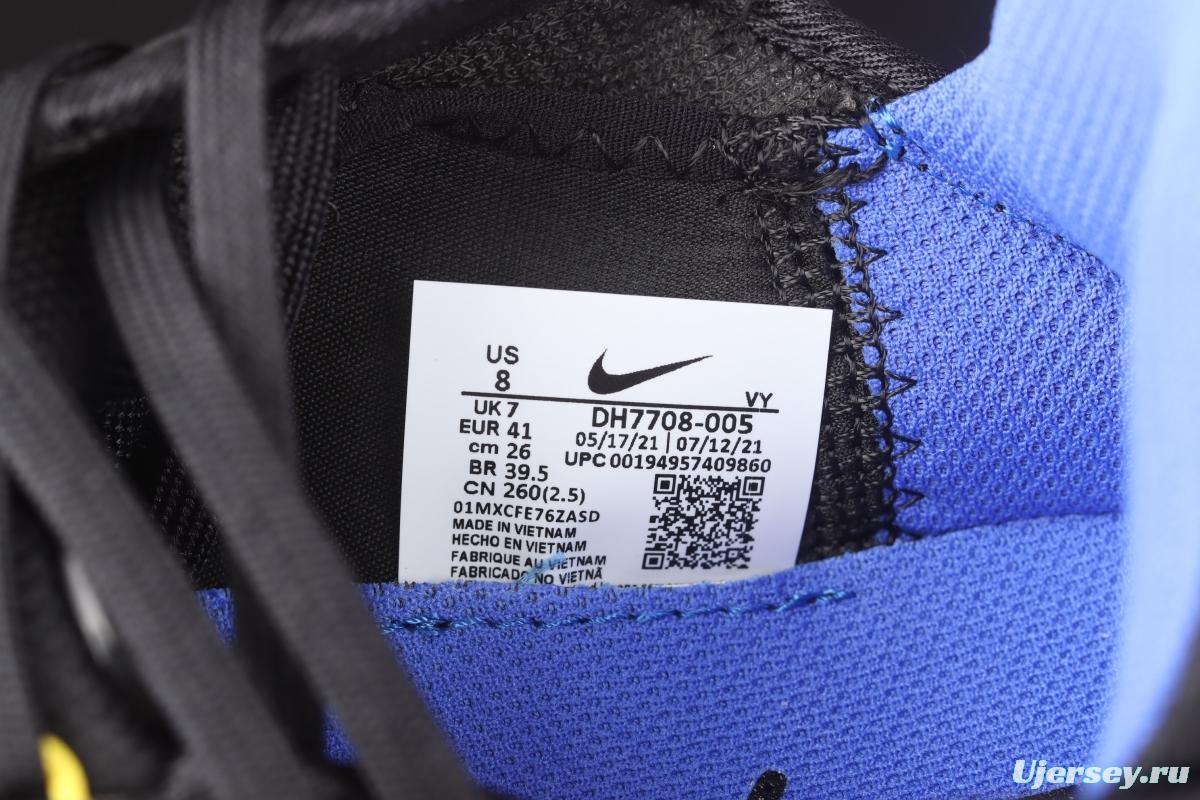 US
8
VY
UK 7
EUR 41
cm 26
BR 39.5
CN 260(2.5)
DH7708-005
05/17/21 | 07/12/21
UPC 00194957409860
01MXCFE76ZASD
MADE IN VIETNAM
HECHO EN VIETNAM
FABRIQUE AU VIETNAM
FABRICADO NO VIETNÃ
Ujersey.ru